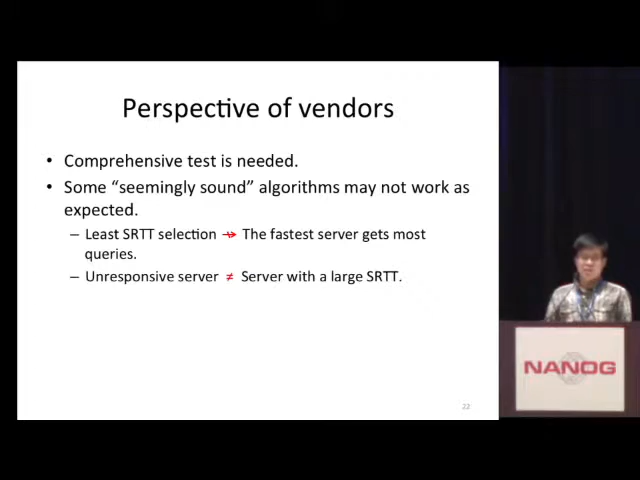 Perspective of vendors
• Comprehensive test is needed.
• Some “seemingly sound” algorithms may not work as
expected.
– Least SRTT selection ↛ The fastest server gets most
queries.
– Unresponsive server ≠ Server with a large SRTT.
22
NANOG